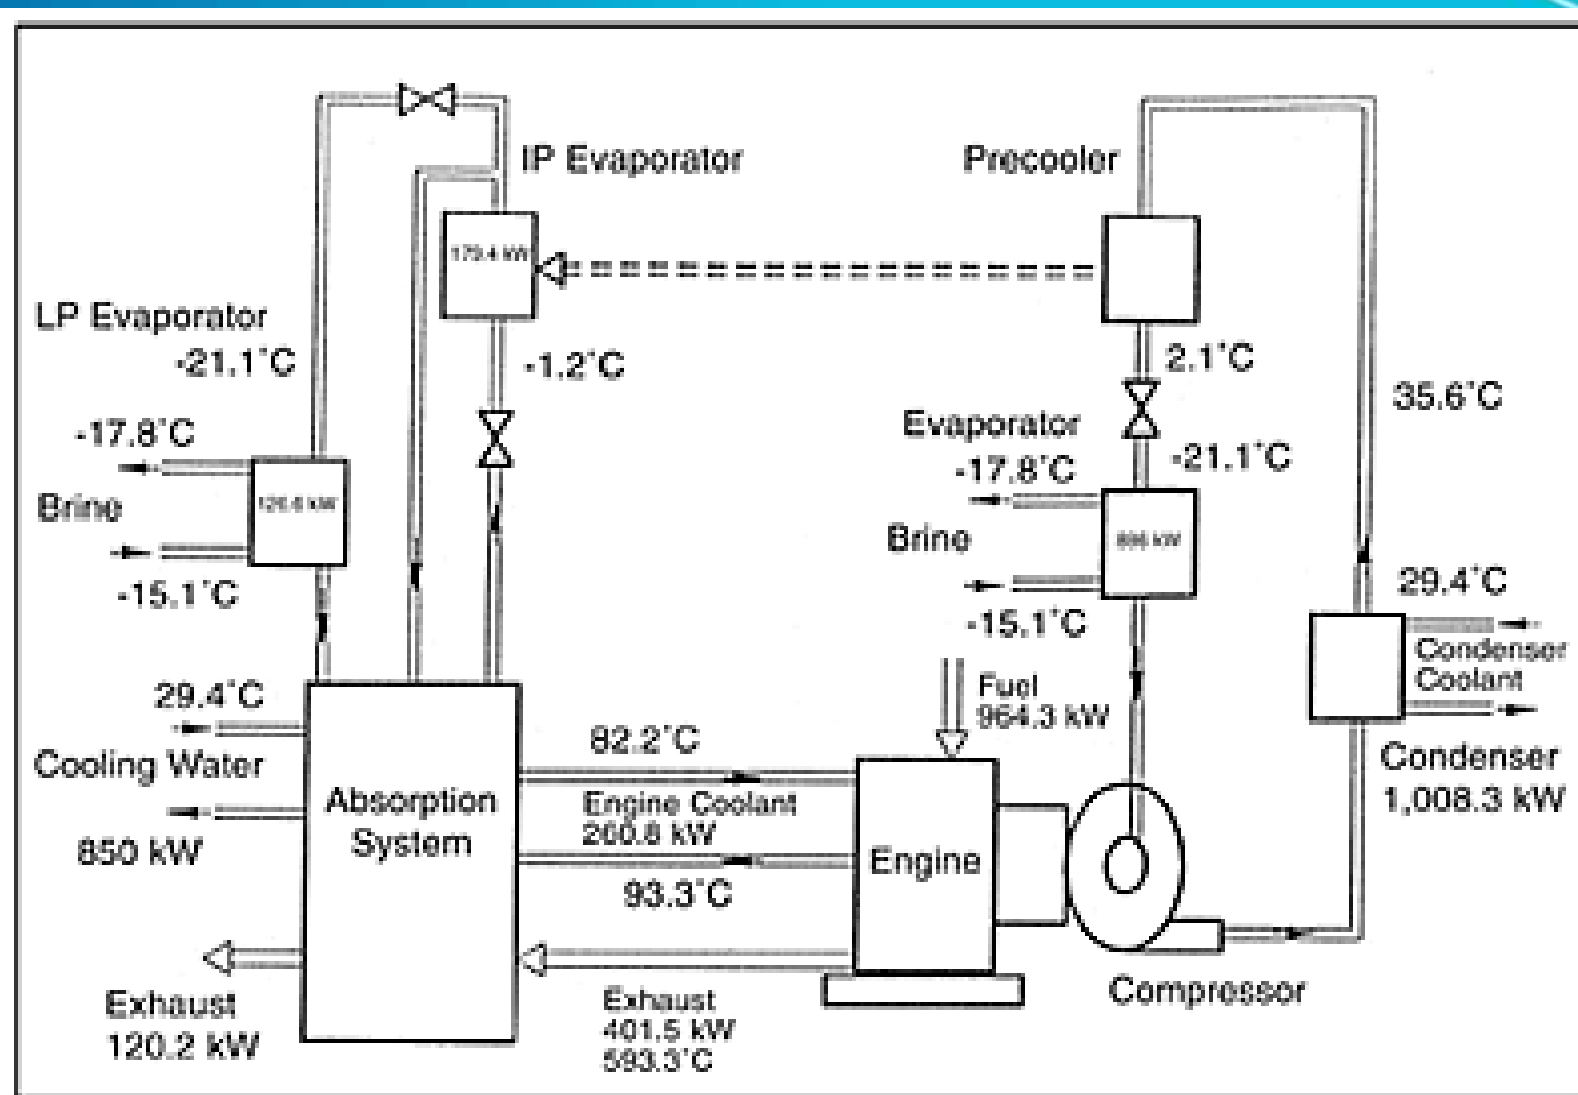 IP Evaporator
Precooler
LP Evaporator
-21.1°C
-1.2°C
2.1°C
35.6°C
-17.8°C
Evaporator
-17.8°C
-21.1°C
Brine
Brine
-15.1°C
-15.1°C
29.4°C
29.4°C
Condenser
Coolant
Fuel
964.3 kW
Cooling Water
82.2°C
Condenser
1,008.3 kW
Absorption
System
Engine Coolant
260.8 kW
850 kW
Engine
93.3°C
Compressor
Exhaust
120.2 kW
Exhaust
401.5 kW
593.3°C